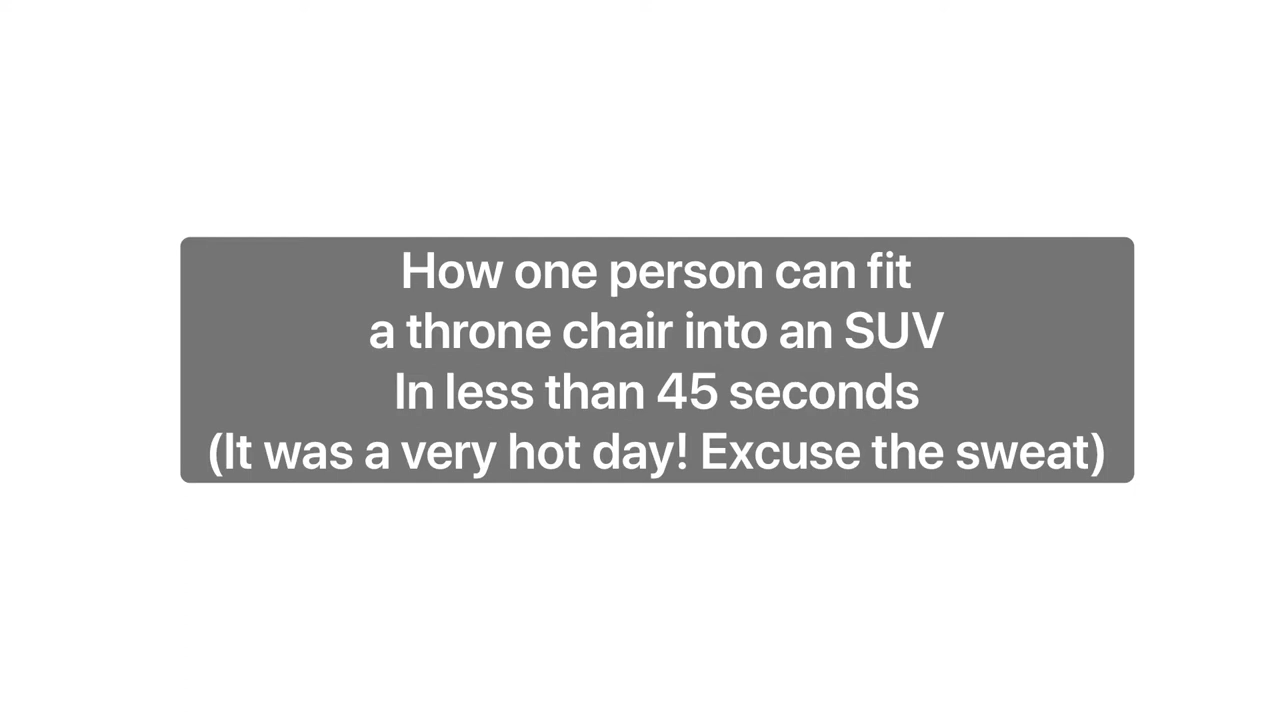 How one person can fit
a throne chair into an SUV
In less than 45 seconds
(It was a very hot day! Excuse the sweat)